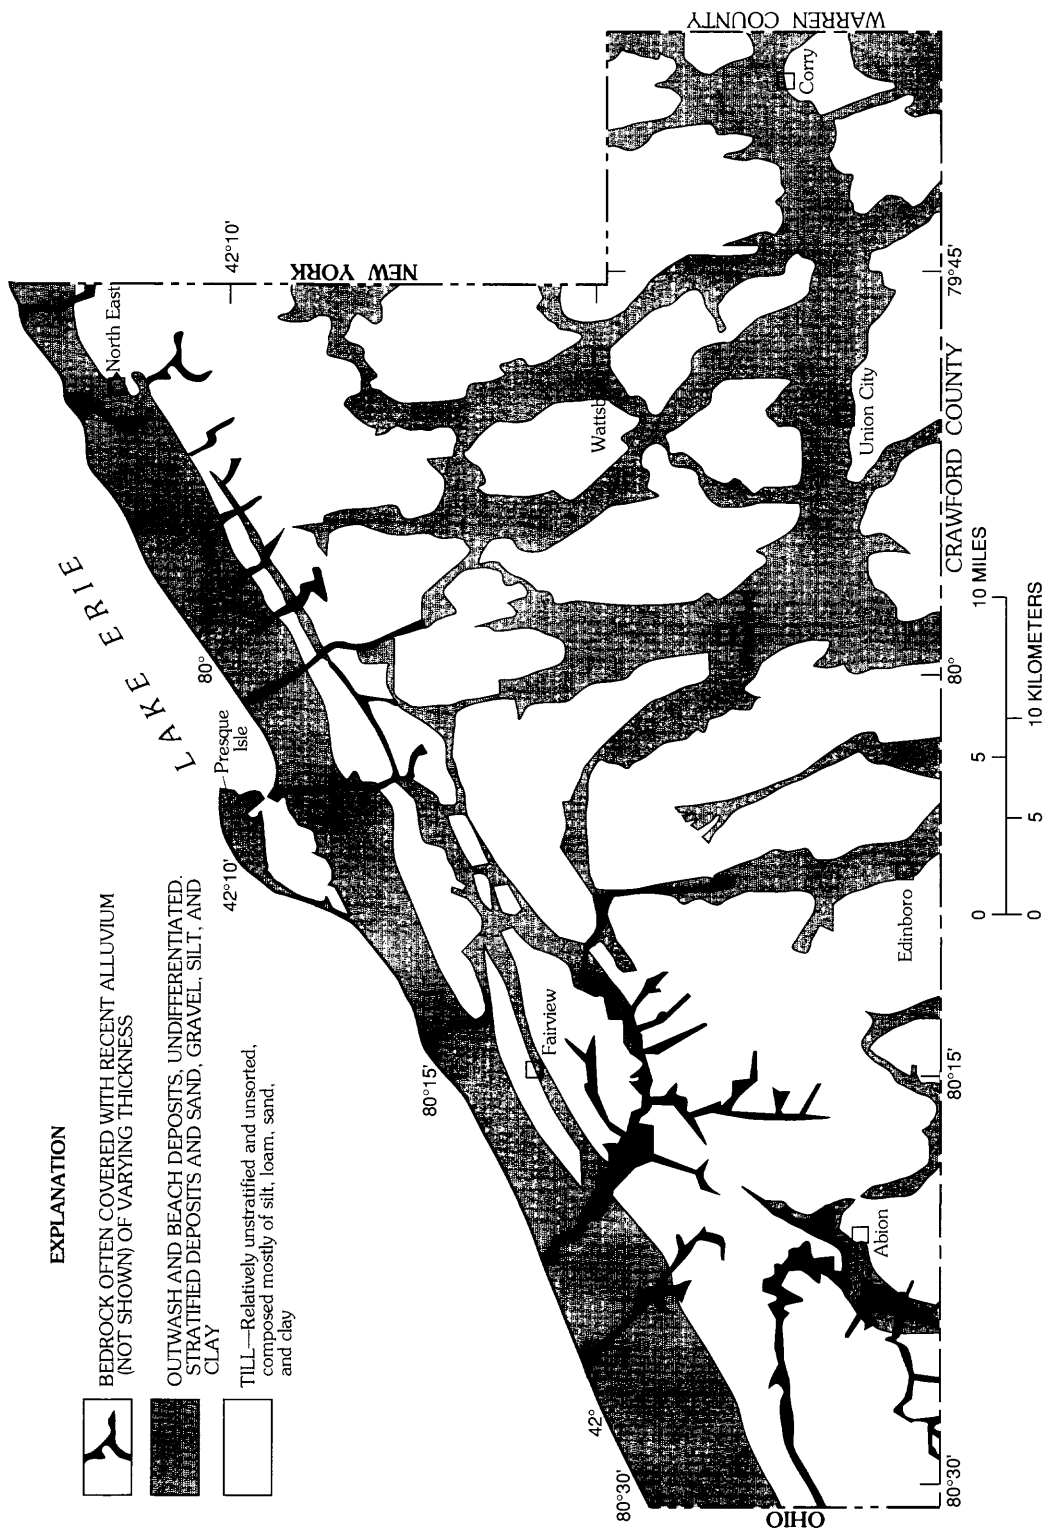 EXPLANATION
BEDROCK OFTEN COVERED WITH RECENT ALLUVIUM
(NOT SHOWN) OF VARYING THICKNESS
OUTWASH AND BEACH DEPOSITS, UNDIFFERENTIATED.
STRATIFIED DEPOSITS AND SAND, GRAVEL, SILT, AND
CLAY
TILL—Relatively unstratified and unsorted,
composed mostly of silt, loam, sand,
and clay
LAKE ERIE
Presque
Isle
42°10'
80°
42°10'
North East
NEW YORK
WARREN COUNTY
Corry
Wattsb
Union City
80°15'
Fairview
Edinboro
Abion
42°
80°30'
OHIO
80°30'
80°15'
80°
79°45'
CRAWFORD COUNTY
0 5 10 MILES
0 5 10 KILOMETERS